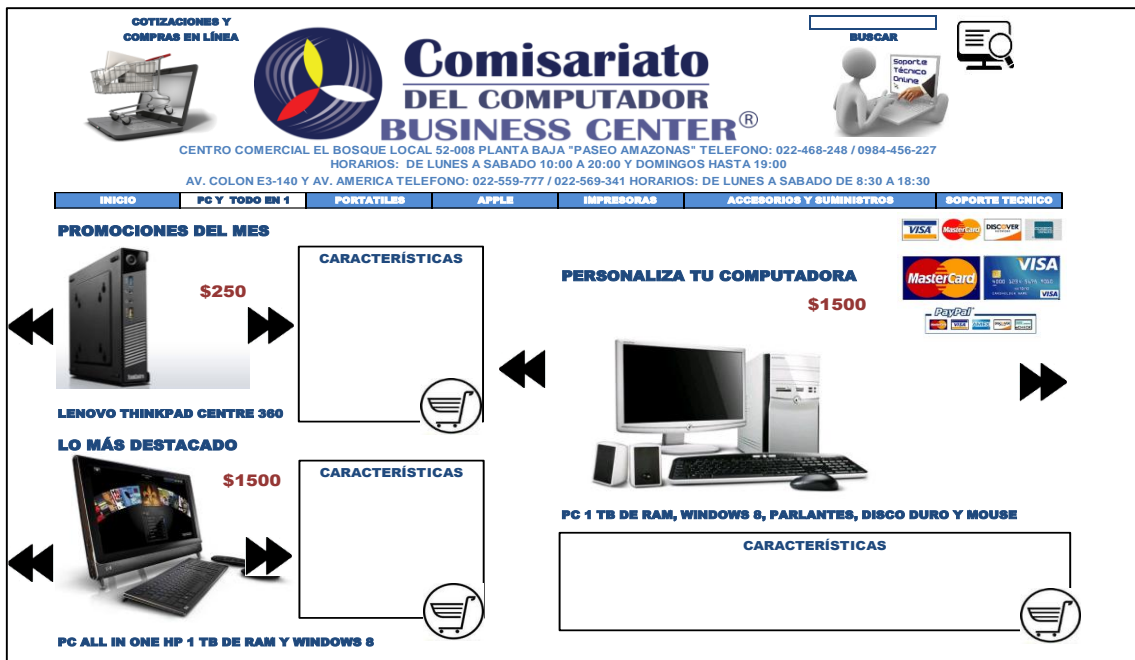 COTIZACIONES Y
COMPRAS EN LÍNEA
BUSCAR
Soporte
Técnico
Online
Comisariato
DEL COMPUTADOR
BUSINESS CENTER®
CENTRO COMERCIAL EL BOSQUE LOCAL 52-008 PLANTA BAJA "PASEO AMAZONAS" TELEFONO: 022-468-248 / 0984-456-227
HORARIOS: DE LUNES A SABADO 10:00 A 20:00 Y DOMINGOS HASTA 19:00
AV. COLON E3-140 Y AV. AMERICA TELEFONO: 022-559-777 / 022-569-341 HORARIOS: DE LUNES A SABADO DE 8:30 A 18:30
INICIO PC Y TODO EN 1 PORTATILES APPLE IMPRESORAS ACCESORIOS Y SUMINISTROS SOPORTE TECNICO
VISA MasterCard DISCOVER
PROMOCIONES DEL MES
CARACTERÍSTICAS
$250
LENOVO THINKPAD CENTRE 360
PERSONALIZA TU COMPUTADORA
$1500
MasterCard VISA
VISA
PayPal
LO MÁS DESTACADO
$1500
CARACTERÍSTICAS
PC ALL IN ONE HP 1 TB DE RAM Y WINDOWS 8
PC 1 TB DE RAM, WINDOWS 8, PARLANTES, DISCO DURO Y MOUSE
CARACTERÍSTICAS